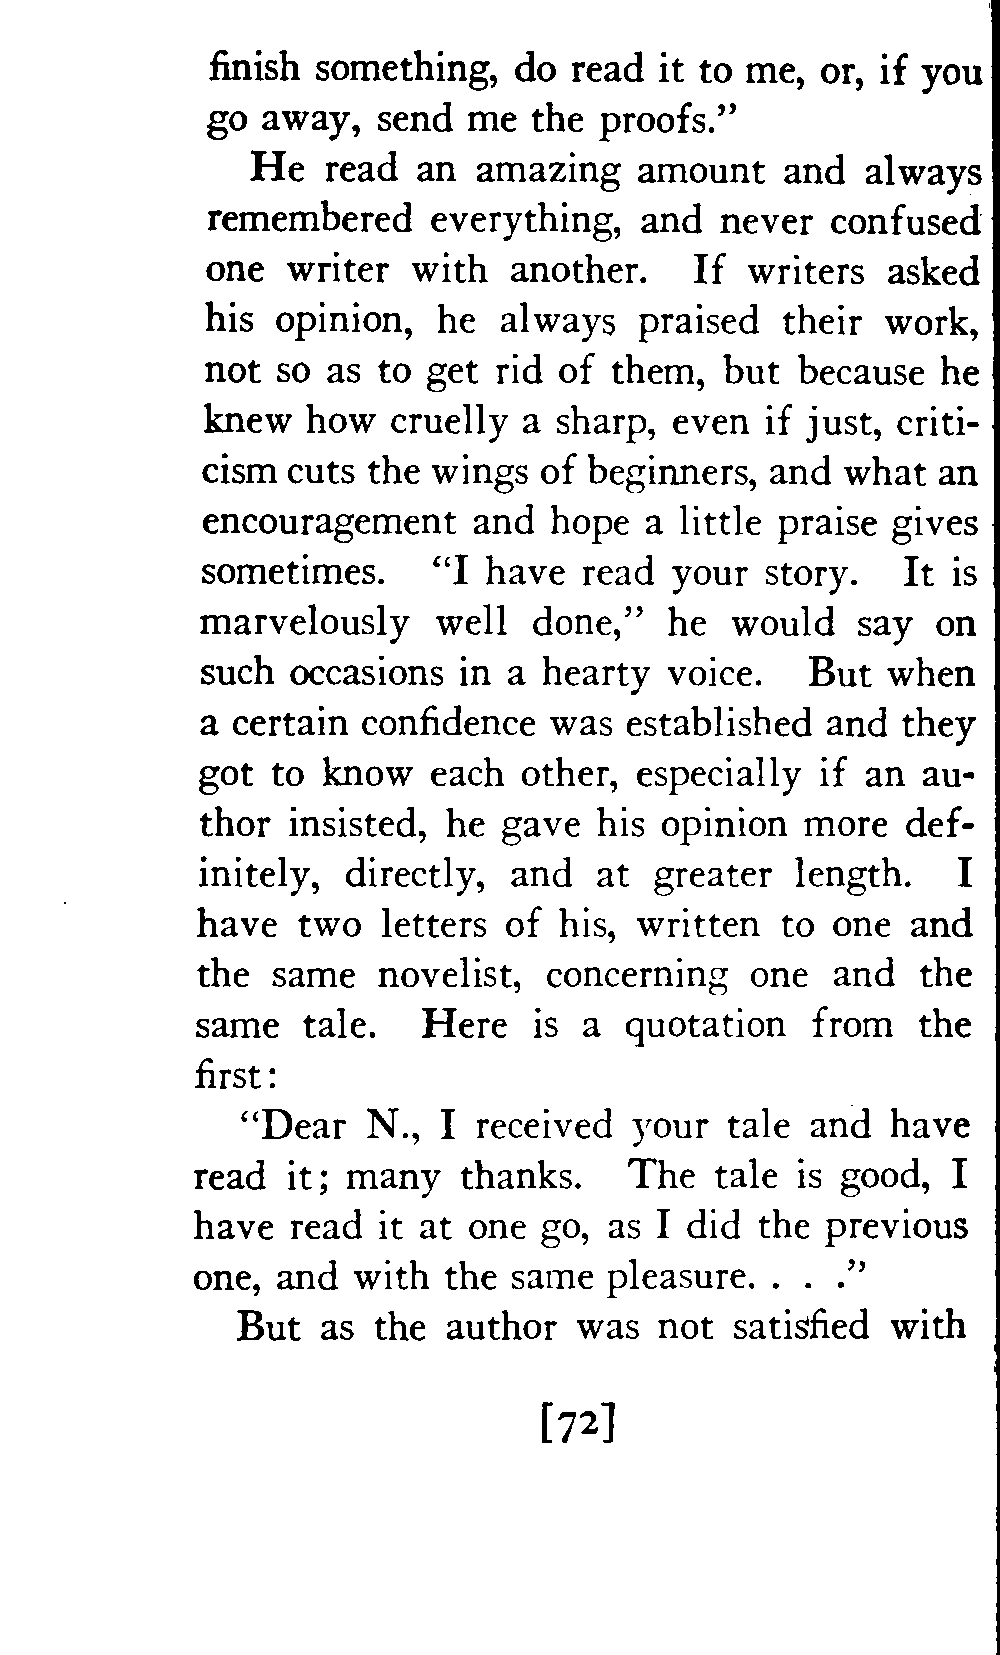 finish something, do read it to me, or, if you
go away, send me the proofs.”
He read an amazing amount and always
remembered everything, and never confused
one writer with another. If writers asked
his opinion, he always praised their work,
not so as to get rid of them, but because he
knew how cruelly a sharp, even if just, criti-
cism cuts the wings of beginners, and what an
encouragement and hope a little praise gives
sometimes. “I have read your story. It is
marvelously well done,” he would say on
such occasions in a hearty voice. But when
a certain confidence was established and they
got to know each other, especially if an au-
thor insisted, he gave his opinion more def-
initely, directly, and at greater length. I
have two letters of his, written to one and
the same novelist, concerning one and the
same tale. Here is a quotation from the
first:
“Dear N., I received your tale and have
read it; many thanks. The tale is good, I
have read it at one go, as I did the previous
one, and with the same pleasure. . . .”
But as the author was not satisfied with
[72]